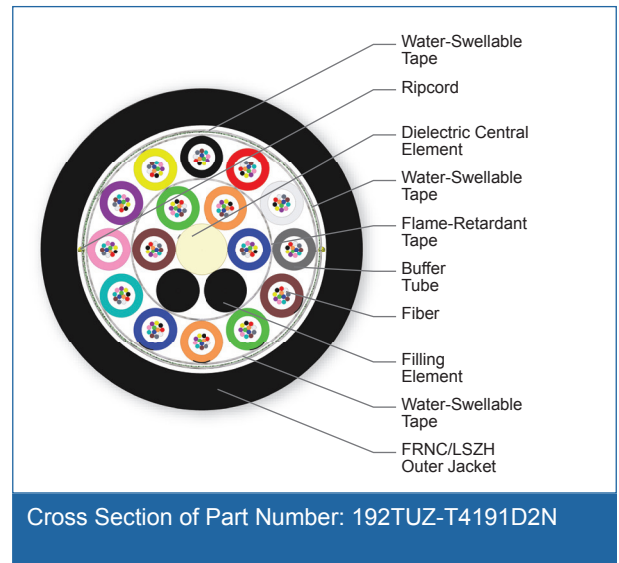 Water-Swellable
Tape
Ripcord
Dielectric Central
Element
Water-Swellable
Tape
Flame-Retardant
Tape
Buffer
Tube
Fiber
Filling
Element
Water-Swellable
Tape
FRNC/LSZH
Outer Jacket
Cross Section of Part Number: 192TUZ-T4191D2N